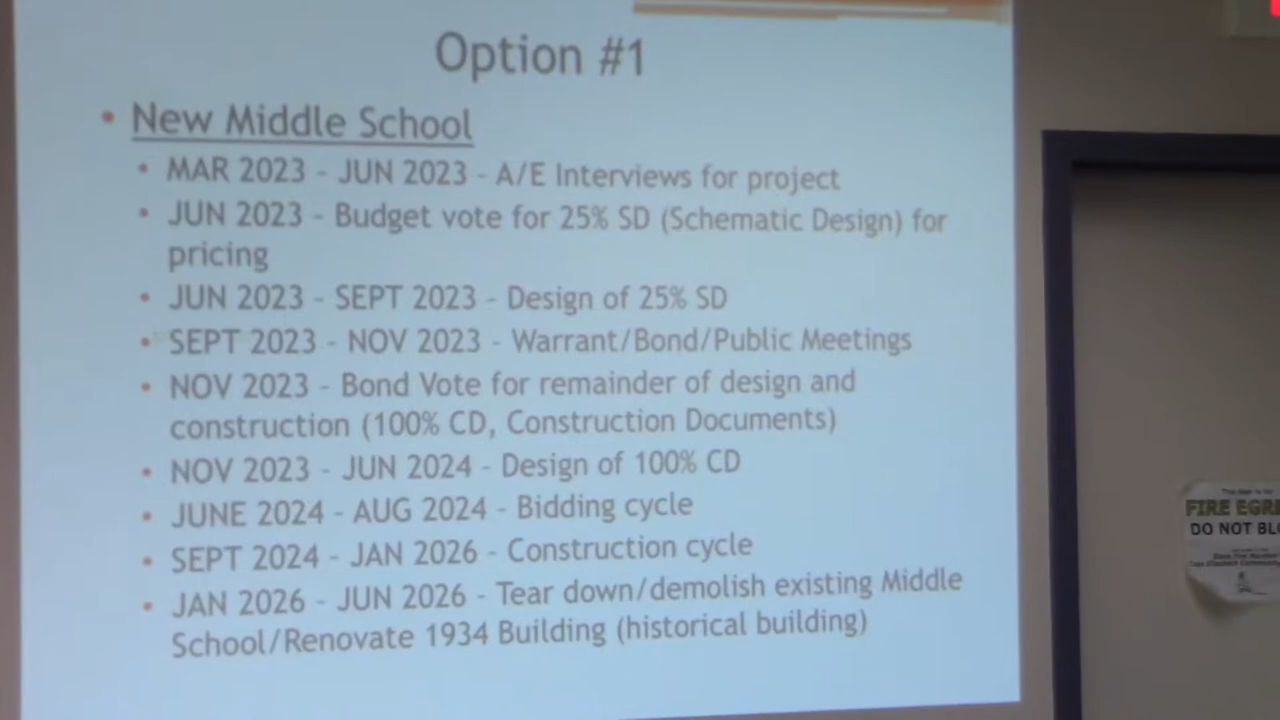 Option #1
• New Middle School
• MAR 2023 - JUN 2023 - A/E Interviews for project
• JUN 2023 - Budget vote for 25% SD (Schematic Design) for
pricing
• JUN 2023 - SEPT 2023 - Design of 25% SD
• SEPT 2023 - NOV 2023 - Warrant/Bond/Public Meetings
• NOV 2023 - Bond Vote for remainder of design and
construction (100% CD, Construction Documents)
• NOV 2023 - JUN 2024 - Design of 100% CD
• JUNE 2024 - AUG 2024 - Bidding cycle
• SEPT 2024 - JAN 2026 - Construction cycle
• JAN 2026 - JUN 2026 - Tear down/demolish existing Middle
School/Renovate 1934 Building (historical building)
FIRE EGR
DO NOT BL